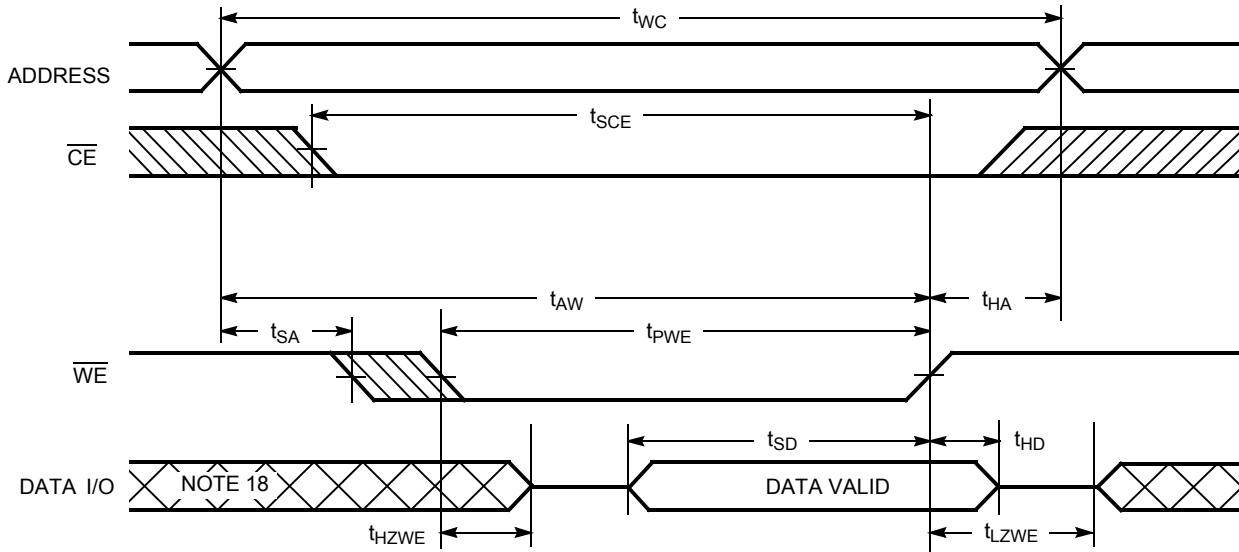 tWC
ADDRESS
tSCE
CE
tAW
tHA
tSA
tPWE
WE
tSD
tHD
DATA I/O
NOTE 18
DATA VALID
tHZWE
tLZWE